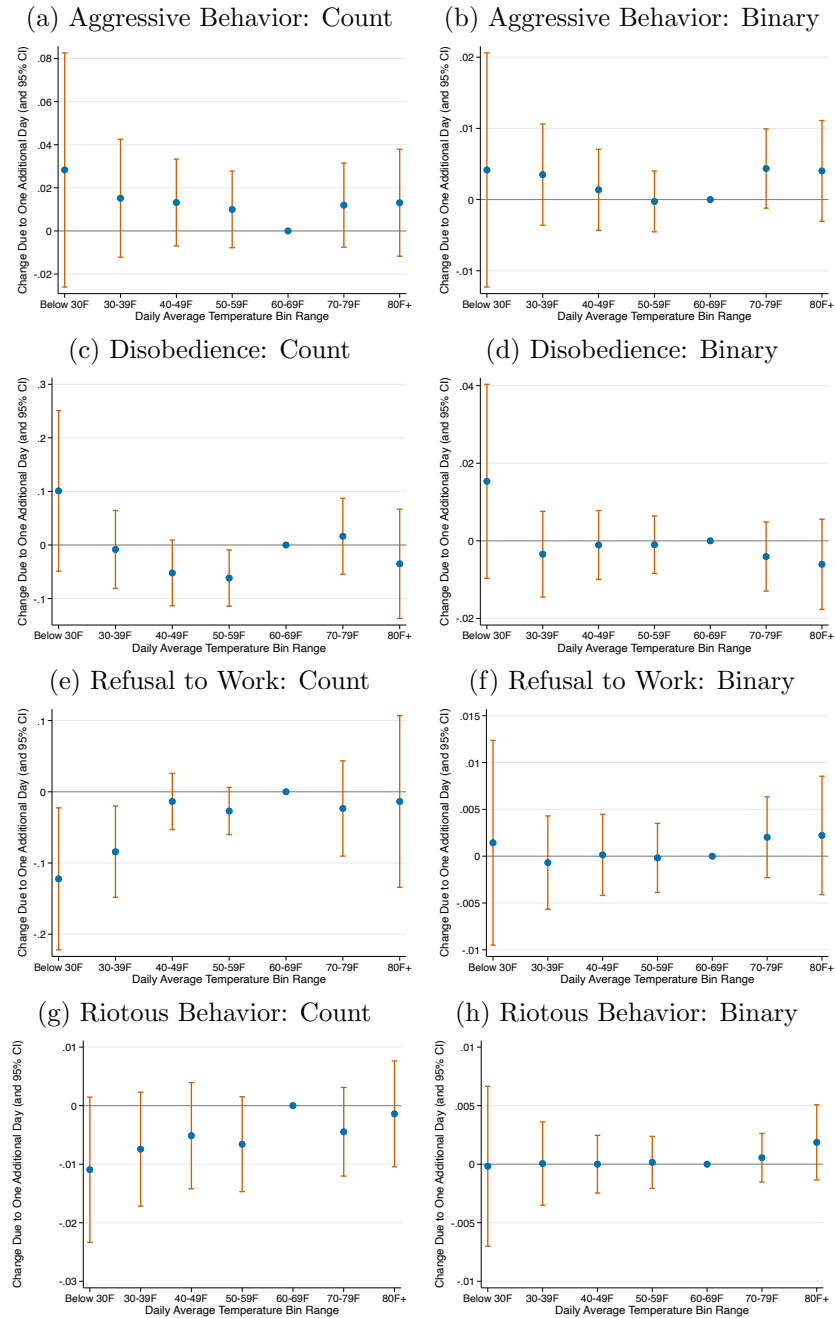 (a) Aggressive Behavior: Count
Change Due to One Additional Day (and 95% CI)
.08
.06
.04
.02
0
-.02
Below 30F 30-39F 40-49F 50-59F 60-69F 70-79F 80F+
Daily Average Temperature Bin Range
(b) Aggressive Behavior: Binary
Change Due to One Additional Day (and 95% CI)
.02
.01
0
-.01
Below 30F 30-39F 40-49F 50-59F 60-69F 70-79F 80F+
Daily Average Temperature Bin Range
(c) Disobedience: Count
Change Due to One Additional Day (and 95% CI)
.3
.2
.1
0
-.1
Below 30F 30-39F 40-49F 50-59F 60-69F 70-79F 80F+
Daily Average Temperature Bin Range
(d) Disobedience: Binary
Change Due to One Additional Day (and 95% CI)
.04
.02
0
-.02
Below 30F 30-39F 40-49F 50-59F 60-69F 70-79F 80F+
Daily Average Temperature Bin Range
(e) Refusal to Work: Count
Change Due to One Additional Day (and 95% CI)
.1
0
-.1
-.2
Below 30F 30-39F 40-49F 50-59F 60-69F 70-79F 80F+
Daily Average Temperature Bin Range
(f) Refusal to Work: Binary
Change Due to One Additional Day (and 95% CI)
.015
.01
.005
0
-.005
-.01
Below 30F 30-39F 40-49F 50-59F 60-69F 70-79F 80F+
Daily Average Temperature Bin Range
(g) Riotous Behavior: Count
Change Due to One Additional Day (and 95% CI)
.01
0
-.01
-.02
-.03
Below 30F 30-39F 40-49F 50-59F 60-69F 70-79F 80F+
Daily Average Temperature Bin Range
(h) Riotous Behavior: Binary
Change Due to One Additional Day (and 95% CI)
.01
.005
0
-.005
-.01
Below 30F 30-39F 40-49F 50-59F 60-69F 70-79F 80F+
Daily Average Temperature Bin Range